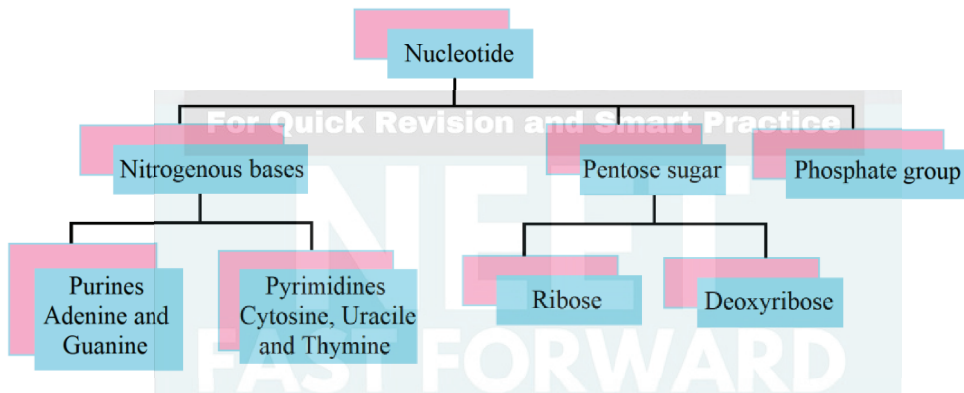 Nucleotide
For Quick Revision and Smart Practice
Nitrogenous bases
Pentose sugar
Phosphate group
NEET
Purines
Adenine and
Guanine
Pyrimidines
Cytosine, Uracile
and Thymine
Ribose
Deoxyribose
FAST FORWARD